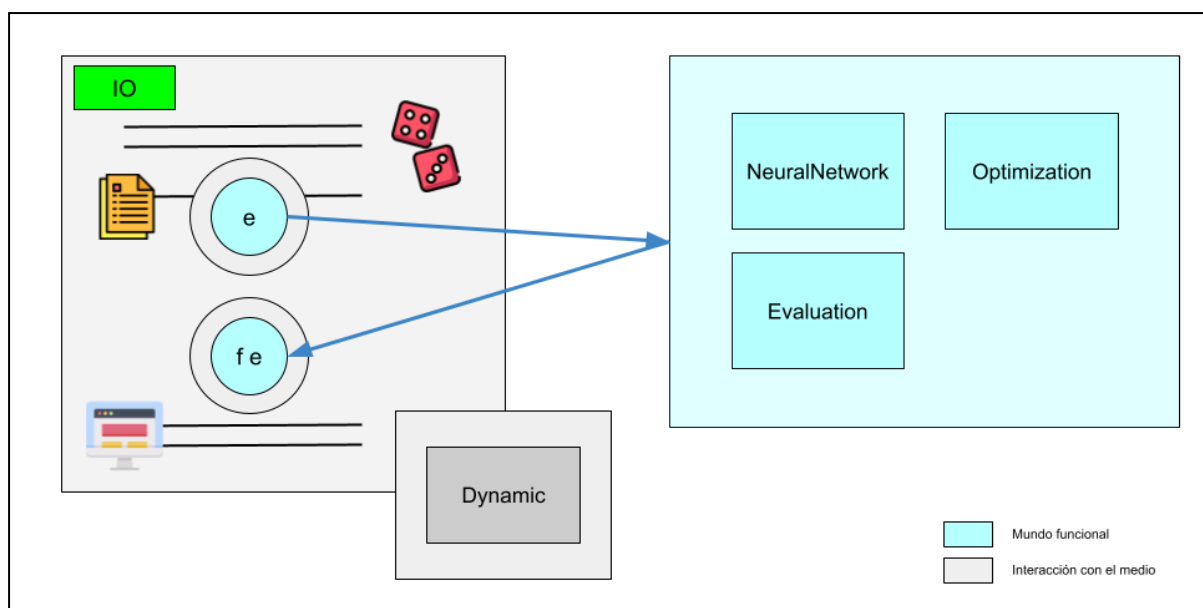 IO
e
f e
NeuralNetwork
Optimization
Evaluation
Dynamic
Mundo funcional
Interacción con el medio